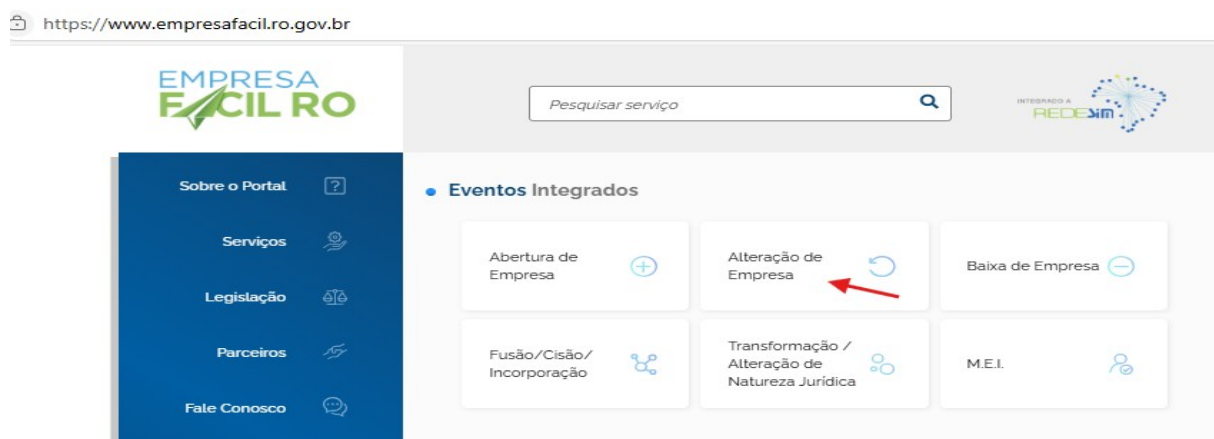 https://www.empresafacil.ro.gov.br
EMPRESA
FÁCIL RO
Pesquisar serviço
INTEGRADO A
REDESIM
Sobre o Portal
Serviços
Legislação
Parceiros
Fale Conosco
Eventos Integrados
Abertura de
Empresa
Alteração de
Empresa
Baixa de Empresa
Fusão/Cisão/
Incorporação
Transformação /
Alteração de
Natureza Jurídica
M.E.I.